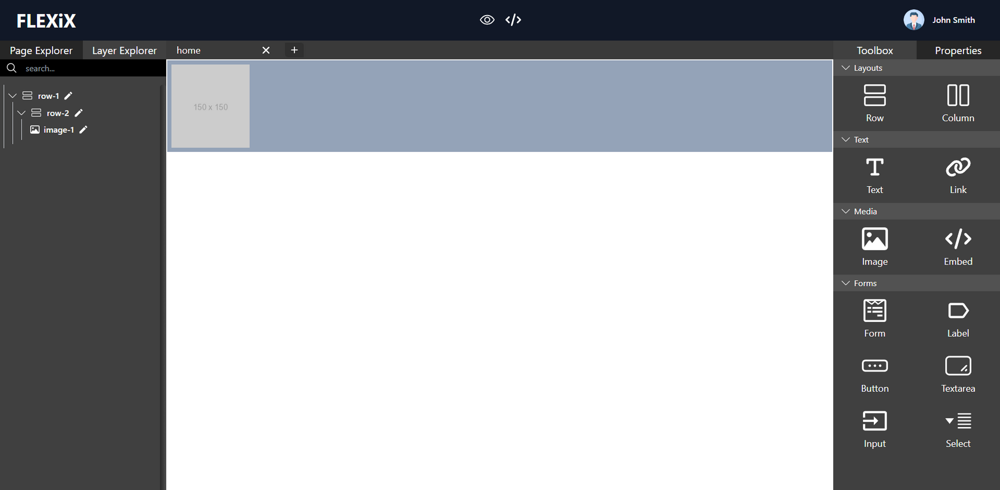 FLEXiX
John Smith
Page Explorer
Layer Explorer
home
Toolbox
Properties
search...
row-1
row-2
image-1
150 x 150
Layouts
Row
Column
Text
Text
Link
Media
Image
Embed
Forms
Form
Label
Button
Textarea
Input
Select